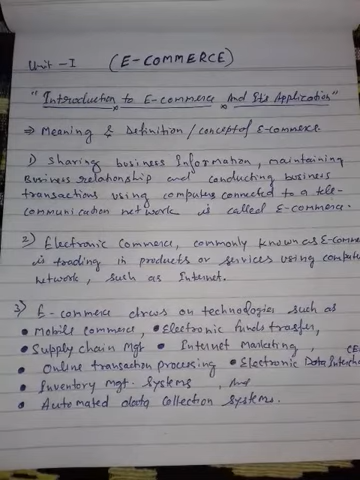 Unit -I (E-COMMERCE)
"Introduction to E-commerce And Its Application"
⇒ Meaning & Definition/concept of E-commerce.
1) Sharing business Information, maintaining
Business relationship and conducting business
transactions using computers connected to a tele-
communication network is called E-commerce.
2) Electronic Commerce, commonly known as E-comme
is trading in products or services using compute
network, such as Internet.
3) E-commerce draws on technologies such as
• Mobile commerce, • Electronic funds transfer,
• Supply chain Mgt • Internet Marketing,
• Online transaction processing • Electronic Data Intercha
• Inventory mgt. Systems, And
• Automated data collection systems.